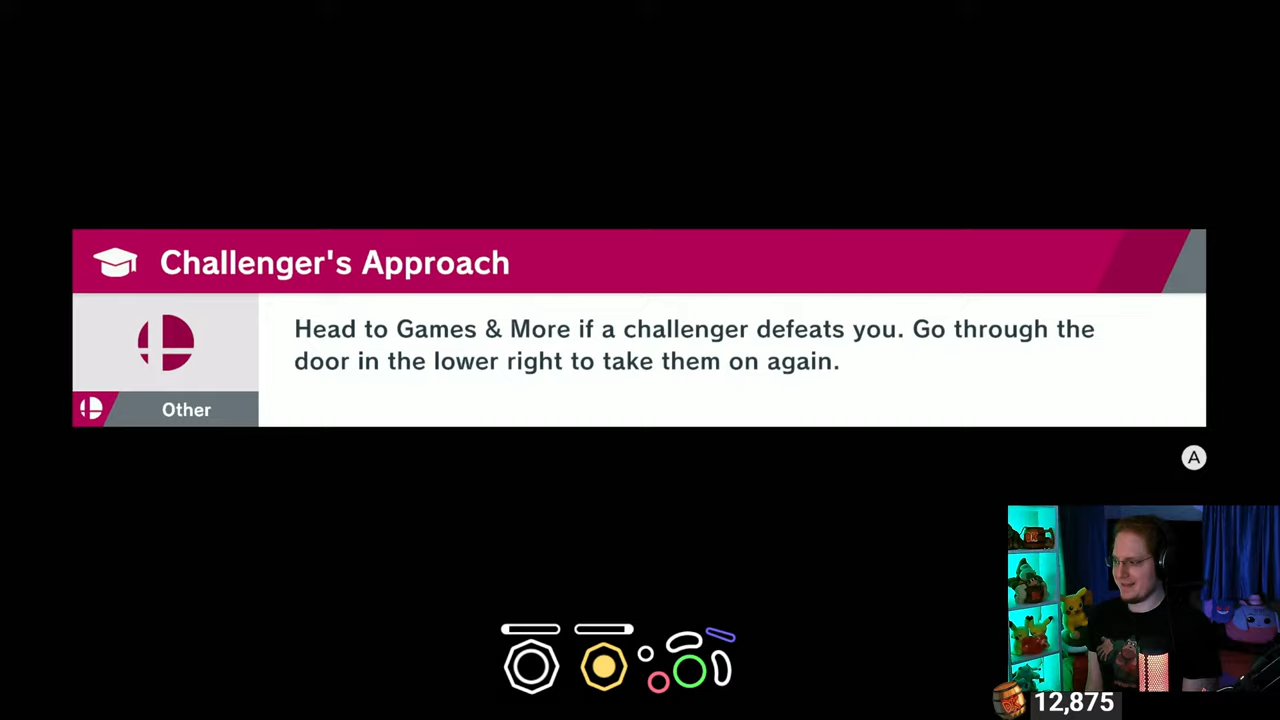 Challenger's Approach
Head to Games & More if a challenger defeats you. Go through the
door in the lower right to take them on again.
Other
A
DK
12,875